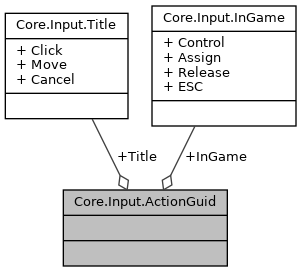 Core.Input.Title
+ Click
+ Move
+ Cancel
Core.Input.InGame
+ Control
+ Assign
+ Release
+ ESC
+Title
+InGame
Core.Input.ActionGuid